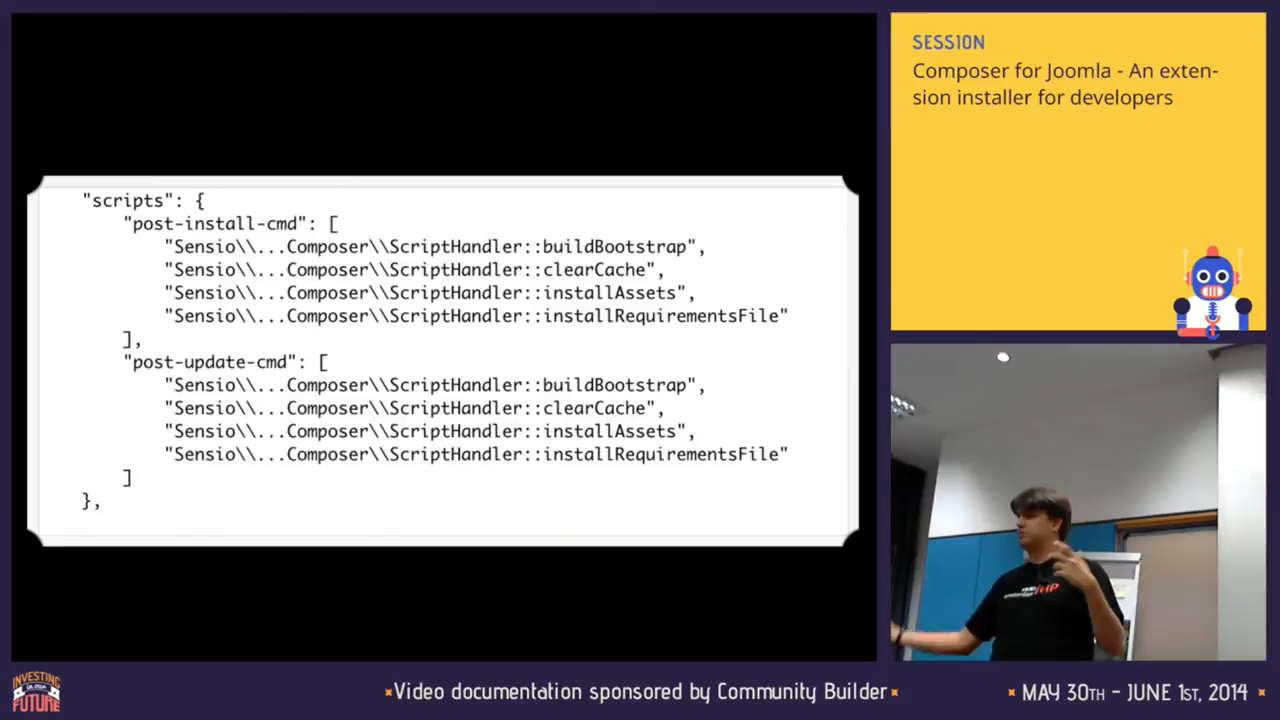 "scripts": {
"post-install-cmd": [
"Sensio\\...Composer\\ScriptHandler::buildBootstrap",
"Sensio\\...Composer\\ScriptHandler::clearCache",
"Sensio\\...Composer\\ScriptHandler::installAssets",
"Sensio\\...Composer\\ScriptHandler::installRequirementsFile"
],
"post-update-cmd": [
"Sensio\\...Composer\\ScriptHandler::buildBootstrap",
"Sensio\\...Composer\\ScriptHandler::clearCache",
"Sensio\\...Composer\\ScriptHandler::installAssets",
"Sensio\\...Composer\\ScriptHandler::installRequirementsFile"
]
},
SESSION
Composer for Joomla - An exten-
sion installer for developers
INVESTING
IN OUR
FUTURE
Video documentation sponsored by Community Builder
MAY 30TH - JUNE 1ST, 2014